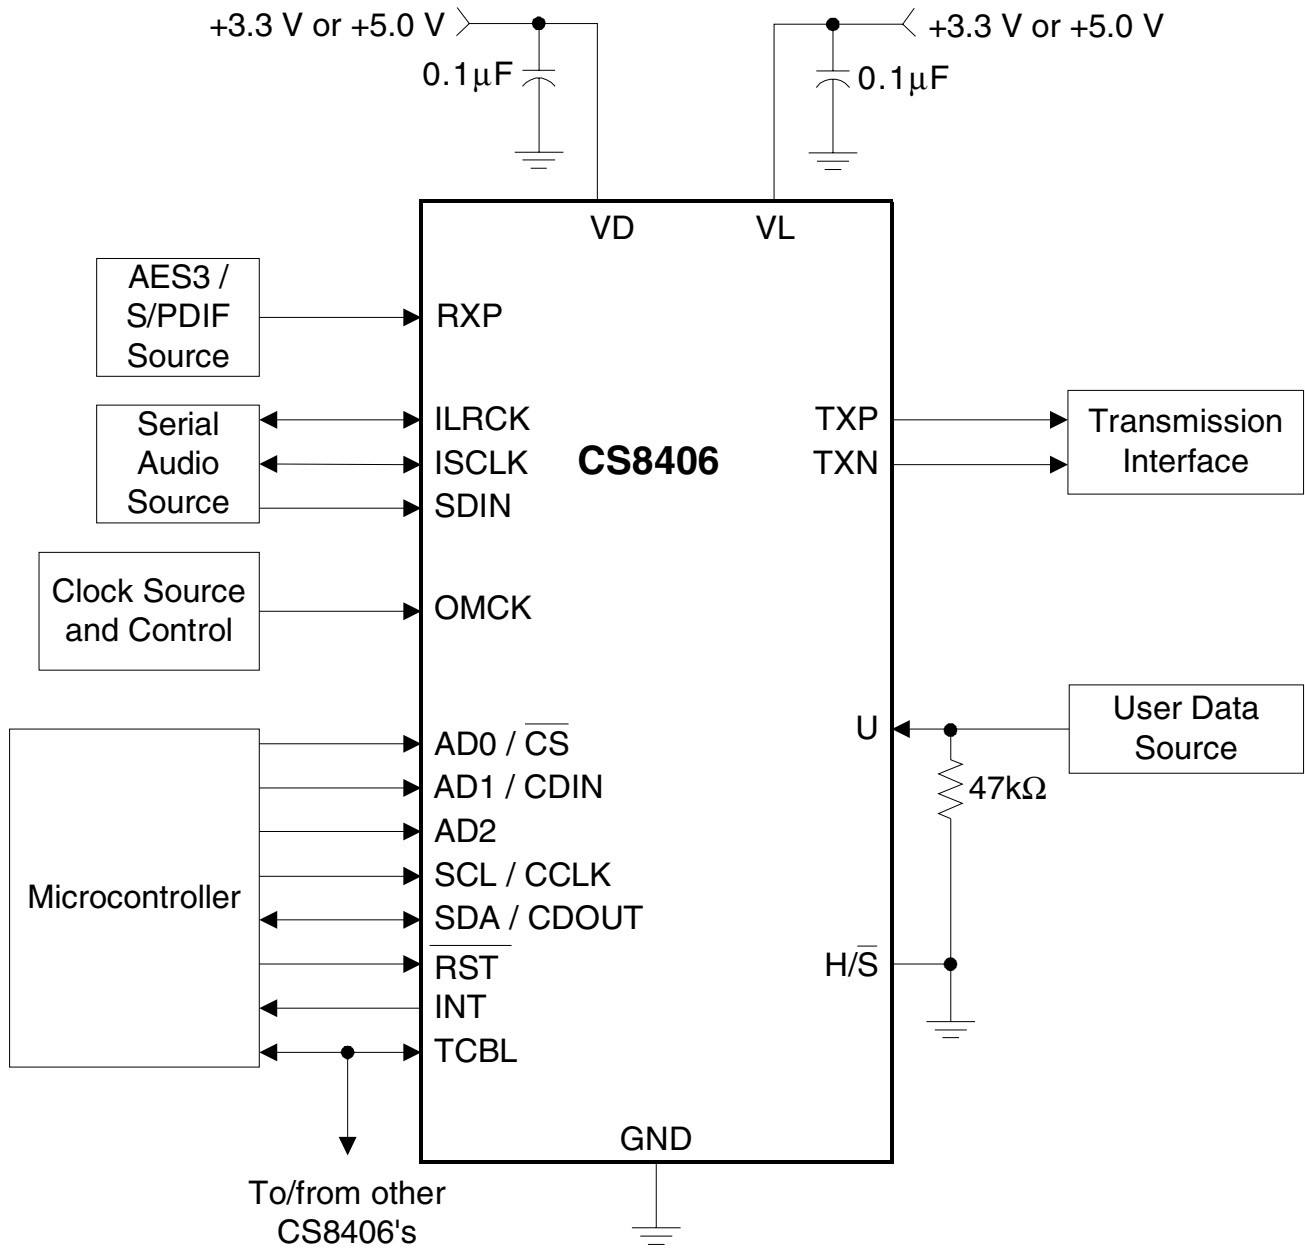 +3.3 V or +5.0 V
+3.3 V or +5.0 V
0.1μF
0.1μF
VD
VL
AES3 /
S/PDIF
Source
RXP
Serial
Audio
Source
ILRCK
ISCLK
SDIN
CS8406
TXP
TXN
Transmission
Interface
Clock Source
and Control
OMCK
U
User Data
Source
47kΩ
Microcontroller
AD0 / C̅S̅
AD1 / CDIN
AD2
SCL / CCLK
SDA / CDOUT
R̅S̅T̅
INT
TCBL
H/S̅
GND
To/from other
CS8406's